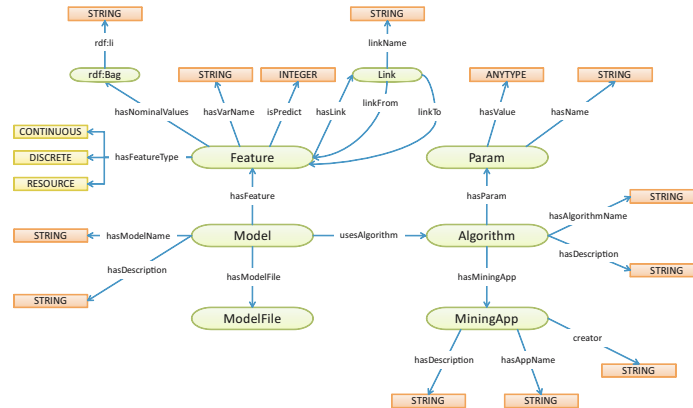 STRING
STRING
rdf:li
linkName
rdf:Bag
STRING
INTEGER
Link
ANYTYPE
STRING
hasNominalValues
hasVarName
isPredict
hasLink
linkFrom
linkTo
hasValue
hasName
CONTINUOUS
DISCRETE
RESOURCE
hasFeatureType
Feature
Param
hasFeature
hasParam
STRING
hasAlgorithmName
STRING
hasModelName
Model
usesAlgorithm
Algorithm
hasDescription
hasDescription
STRING
STRING
hasModelFile
hasMiningApp
ModelFile
MiningApp
creator
hasDescription
hasAppName
STRING
STRING
STRING